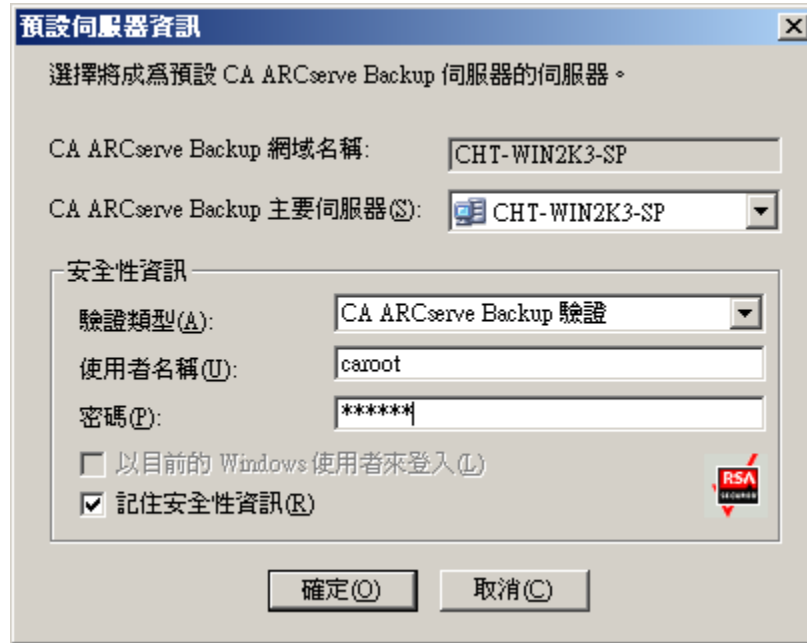 預設伺服器資訊
選擇將成為預設 CA ARCserve Backup 伺服器的伺服器。
CA ARCserve Backup 網域名稱: CHT-WIN2K3-SP
CA ARCserve Backup 主要伺服器(S): CHT-WIN2K3-SP
安全性資訊
驗證類型(A): CA ARCserve Backup 驗證
使用者名稱(U): caroot
密碼(P): ******
以目前的 Windows 使用者來登入(L)
記住安全性資訊(R)
RSA
SECURED
確定(O) 取消(C)